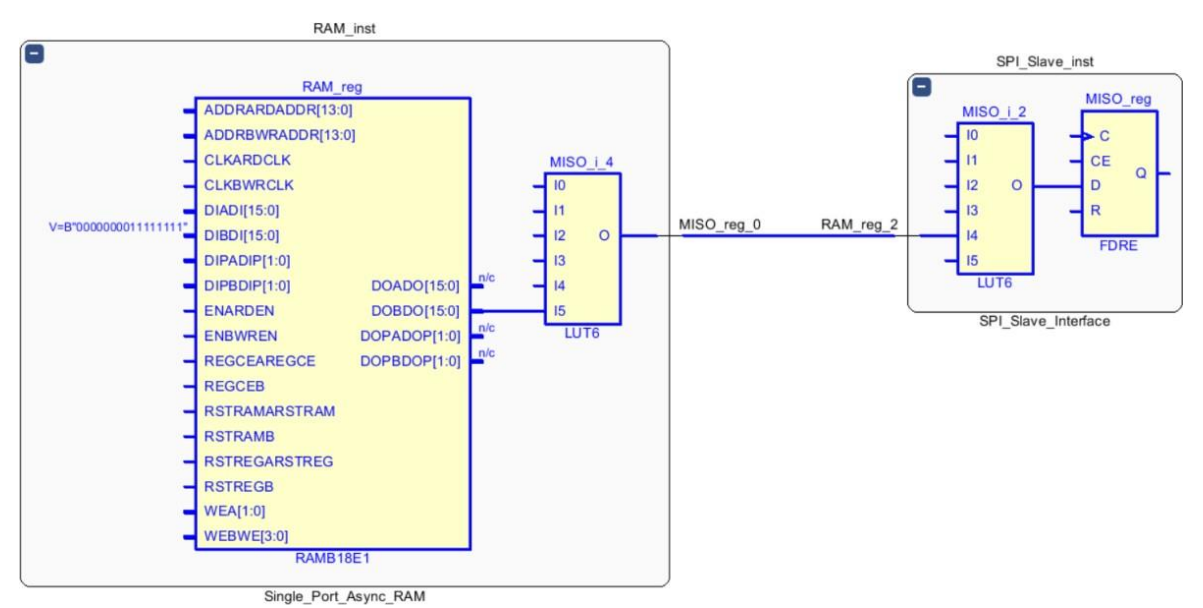 RAM_inst
RAM_reg
ADDRARDADDR[13:0]
ADDRBWRADDR[13:0]
CLKARDCLK
CLKBWRCLK
DIADI[15:0]
V=B"0000000011111111"
DIBDI[15:0]
DIPADIP[1:0]
DIPBDIP[1:0]
ENARDEN
ENBWREN
REGCEAREGCE
REGCEB
RSTRAMARSTRAM
RSTRAMB
RSTREGARSTREG
RSTREGB
WEA[1:0]
WEBWE[3:0]
DOADO[15:0]
n/c
DOBDO[15:0]
DOPADOP[1:0]
n/c
DOPBDOP[1:0]
n/c
RAMB18E1
MISO_i_4
I0
I1
I2
O
I3
I4
I5
LUT6
Single_Port_Async_RAM
MISO_reg_0
RAM_reg_2
SPI_Slave_inst
MISO_i_2
I0
I1
I2
O
I3
I4
I5
LUT6
MISO_reg
C
CE
D
Q
R
FDRE
SPI_Slave_Interface